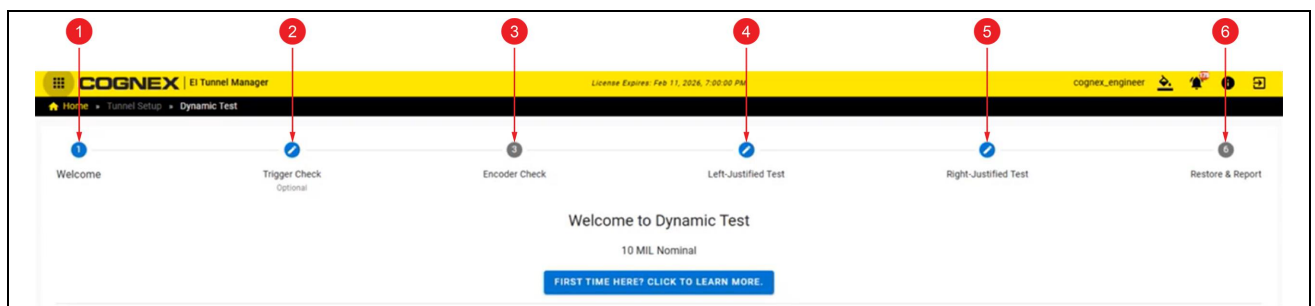 1 2 3 4 5 6
COGNEX | EI Tunnel Manager License Expires: Feb 11, 2026, 7:00:00 PM cognex_engineer
Home • Tunnel Setup • Dynamic Test
1 3 6
Welcome Trigger Check Encoder Check Left-Justified Test Right-Justified Test Restore & Report
Optional
Welcome to Dynamic Test
10 MIL Nominal
FIRST TIME HERE? CLICK TO LEARN MORE.